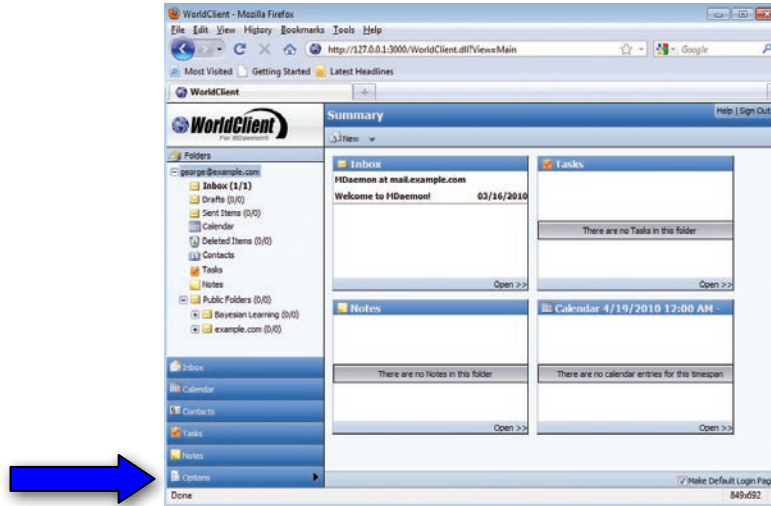 WorldClient - Mozilla Firefox
File Edit View History Bookmarks Tools Help
http://127.0.0.1:3000/WorldClient.dll?View=Main
Google
Most Visited Getting Started Latest Headlines
WorldClient
WorldClient
For MDaemon
Summary
Help | Sign Out
New
Folders
george@example.com
Inbox (1/1)
Drafts (0/0)
Sent Items (0/0)
Calendar
Deleted Items (0/0)
Contacts
Tasks
Notes
Public Folders (0/0)
Bayesian Learning (0/0)
example.com (0/0)
Inbox
Calendar
Contacts
Tasks
Notes
Options
Inbox
MDaemon at mail.example.com
Welcome to MDaemon! 03/16/2010
Open >>
Tasks
There are no Tasks in this folder
Open >>
Notes
There are no Notes in this folder
Open >>
Calendar 4/19/2010 12:00 AM -
There are no calendar entries for this timespan
Open >>
Make Default Login Pag
Done
849x692